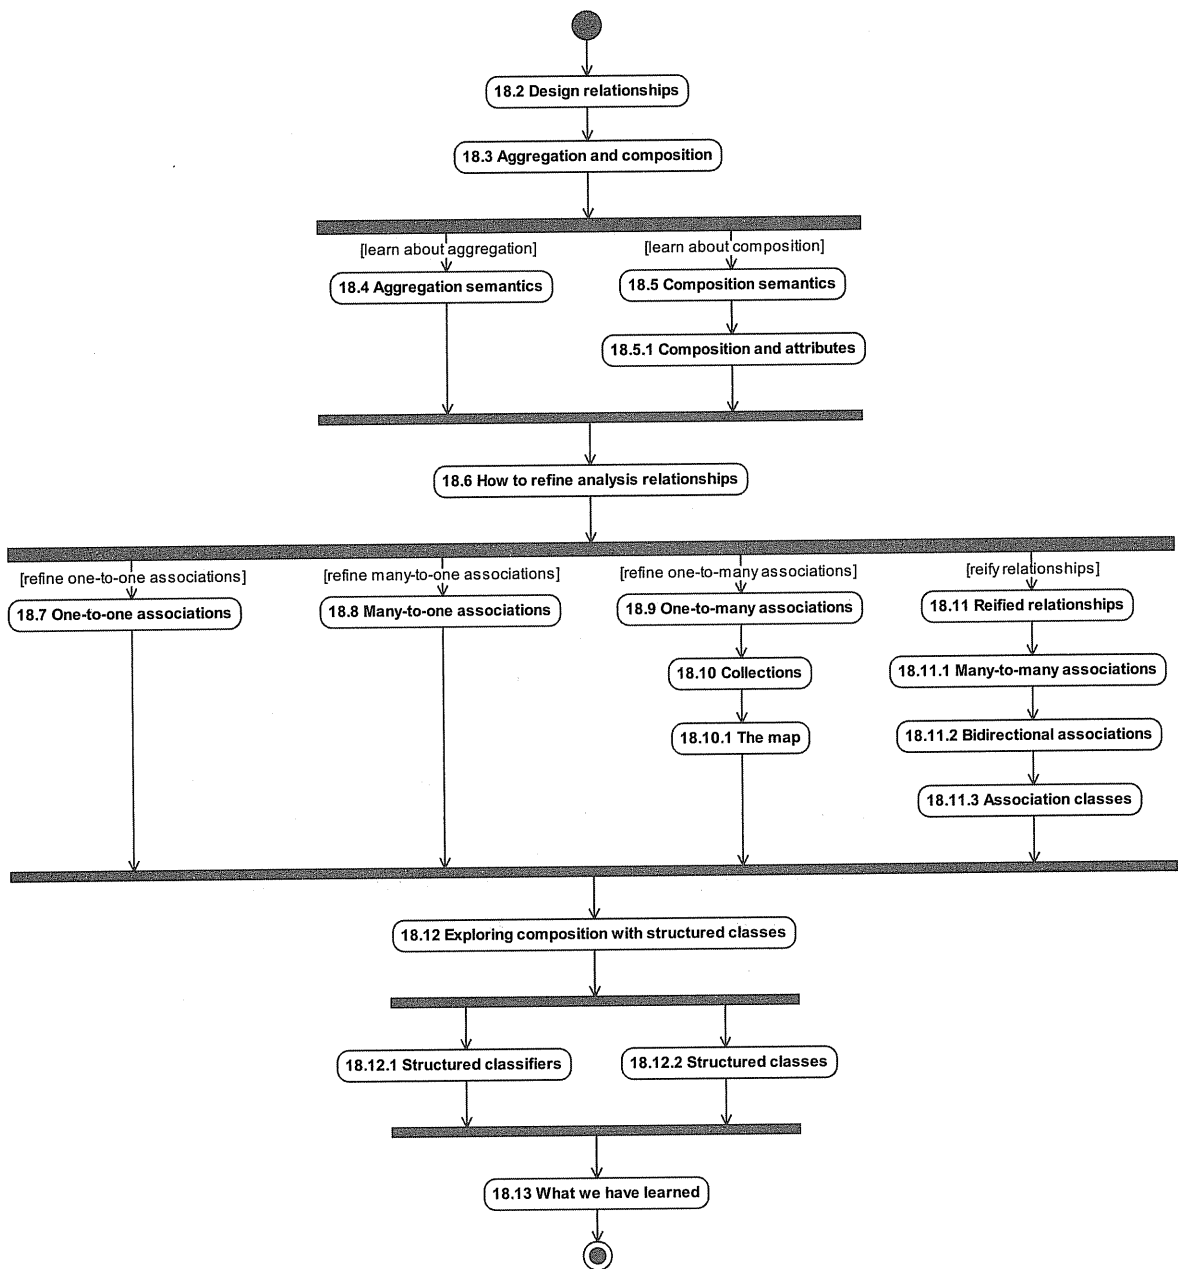 18.2 Design relationships
18.3 Aggregation and composition
[learn about aggregation]
[learn about composition]
18.4 Aggregation semantics
18.5 Composition semantics
18.5.1 Composition and attributes
18.6 How to refine analysis relationships
[refine one-to-one associations]
[refine many-to-one associations]
[refine one-to-many associations]
[reify relationships]
18.7 One-to-one associations
18.8 Many-to-one associations
18.9 One-to-many associations
18.11 Reified relationships
18.10 Collections
18.11.1 Many-to-many associations
18.10.1 The map
18.11.2 Bidirectional associations
18.11.3 Association classes
18.12 Exploring composition with structured classes
18.12.1 Structured classifiers
18.12.2 Structured classes
18.13 What we have learned